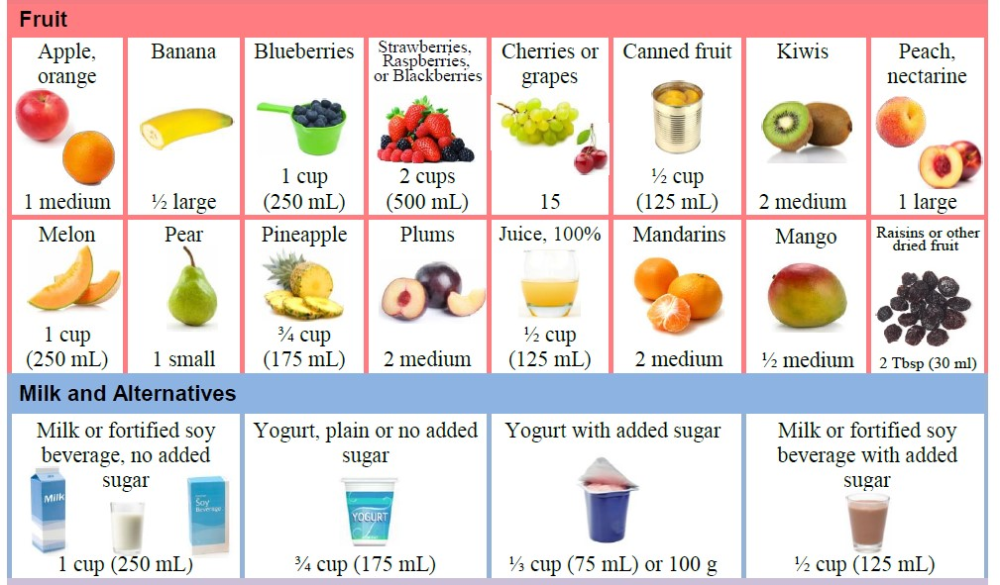 Fruit
Apple,
orange
1 medium
Banana
½ large
Blueberries
1 cup
(250 mL)
Strawberries,
Raspberries,
or Blackberries
2 cups
(500 mL)
Cherries or
grapes
15
Canned fruit
½ cup
(125 mL)
Kiwis
2 medium
Peach,
nectarine
1 large
Melon
1 cup
(250 mL)
Pear
1 small
Pineapple
¾ cup
(175 mL)
Plums
2 medium
Juice, 100%
½ cup
(125 mL)
Mandarins
2 medium
Mango
½ medium
Raisins or other
dried fruit
2 Tbsp (30 ml)
Milk and Alternatives
Milk or fortified soy
beverage, no added
sugar
Milk
Soy
Beverage
1 cup (250 mL)
Yogurt, plain or no added
sugar
YOGURT
¾ cup (175 mL)
Yogurt with added sugar
⅓ cup (75 mL) or 100 g
Milk or fortified soy
beverage with added
sugar
½ cup (125 mL)